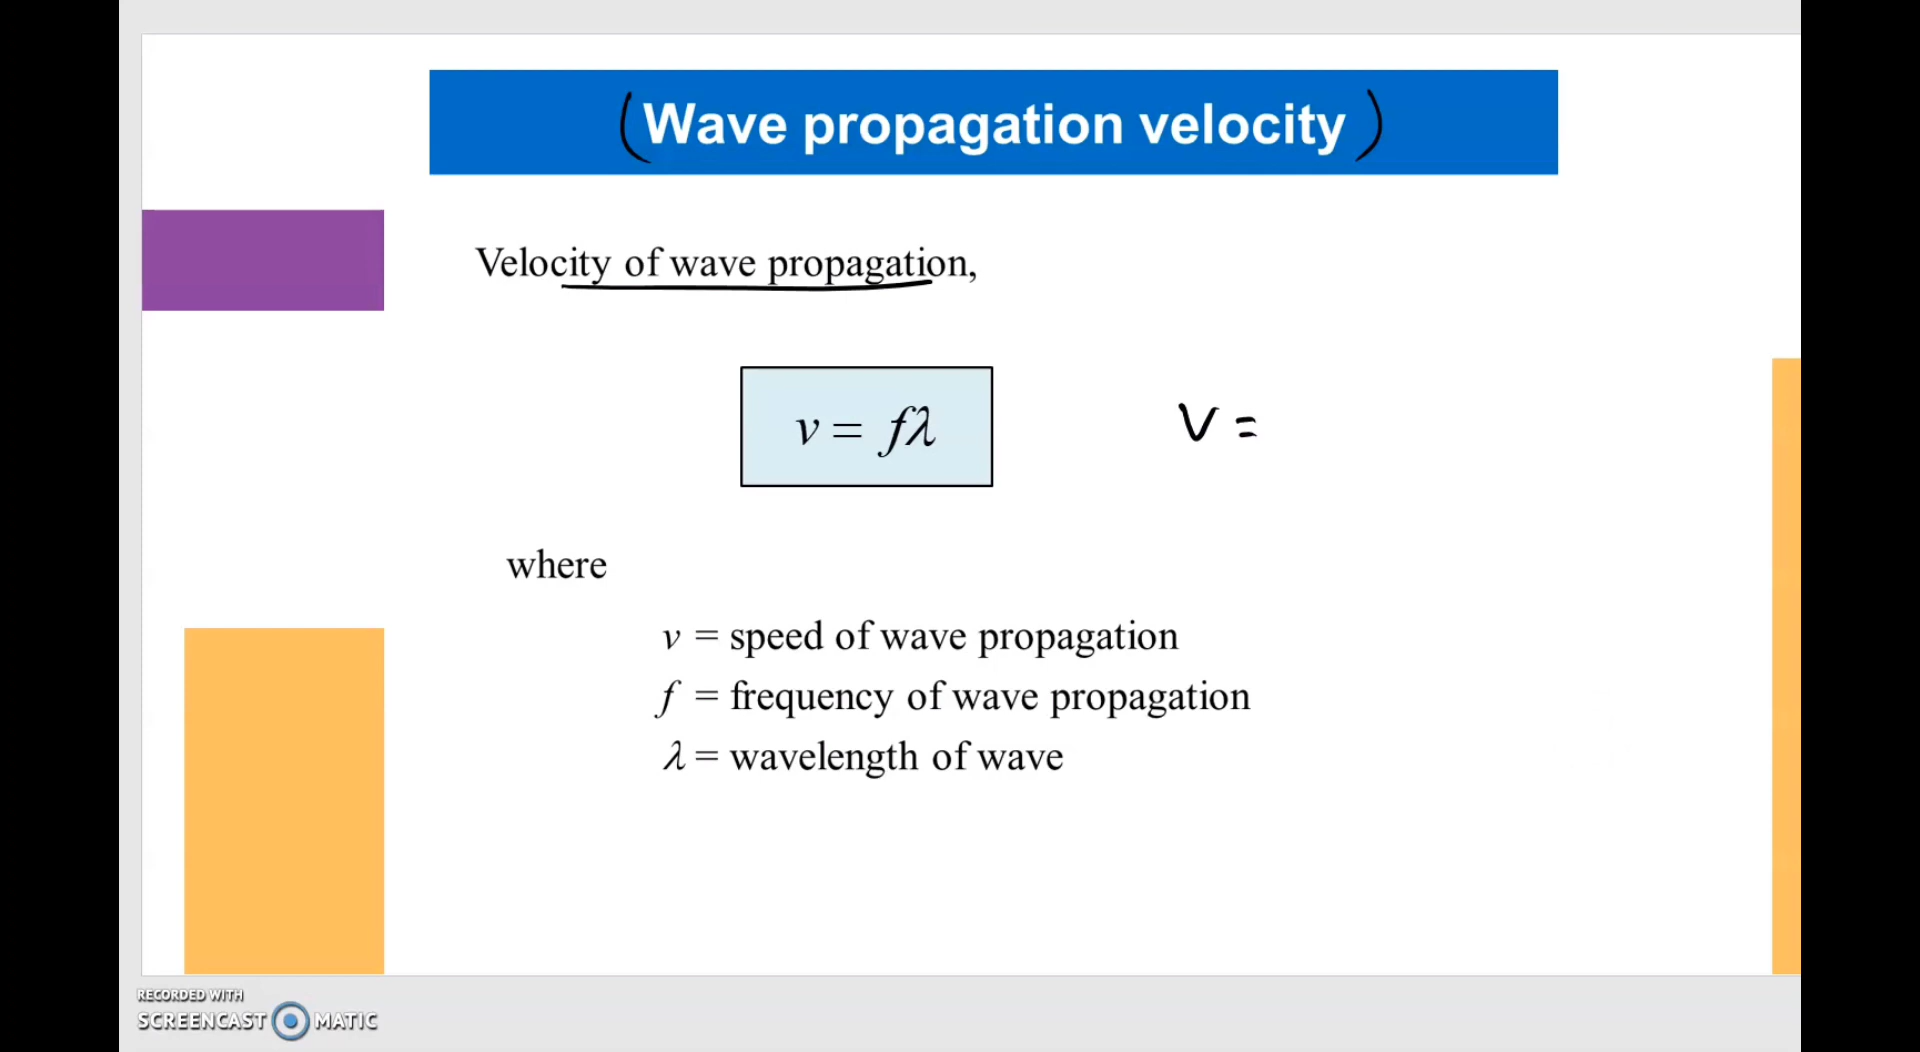 (Wave propagation velocity)
Velocity of wave propagation,
v = fλ
V =
where
v = speed of wave propagation
f = frequency of wave propagation
λ = wavelength of wave
RECORDED WITH
SCREENCAST MATIC